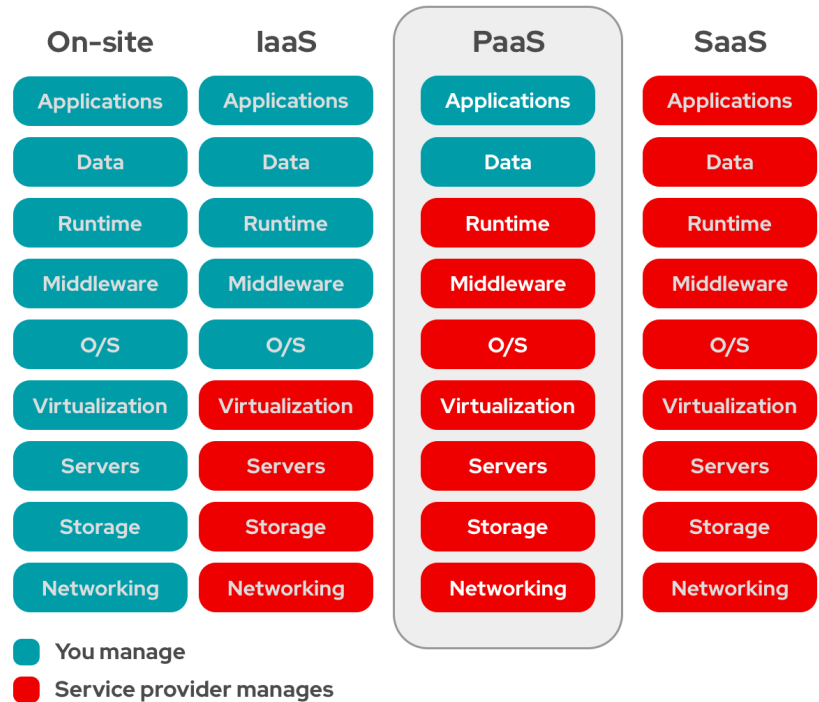 On-site IaaS PaaS SaaS
Applications Applications Applications Applications
Data Data Data Data
Runtime Runtime Runtime Runtime
Middleware Middleware Middleware Middleware
O/S O/S O/S O/S
Virtualization Virtualization Virtualization Virtualization
Servers Servers Servers Servers
Storage Storage Storage Storage
Networking Networking Networking Networking
You manage
Service provider manages